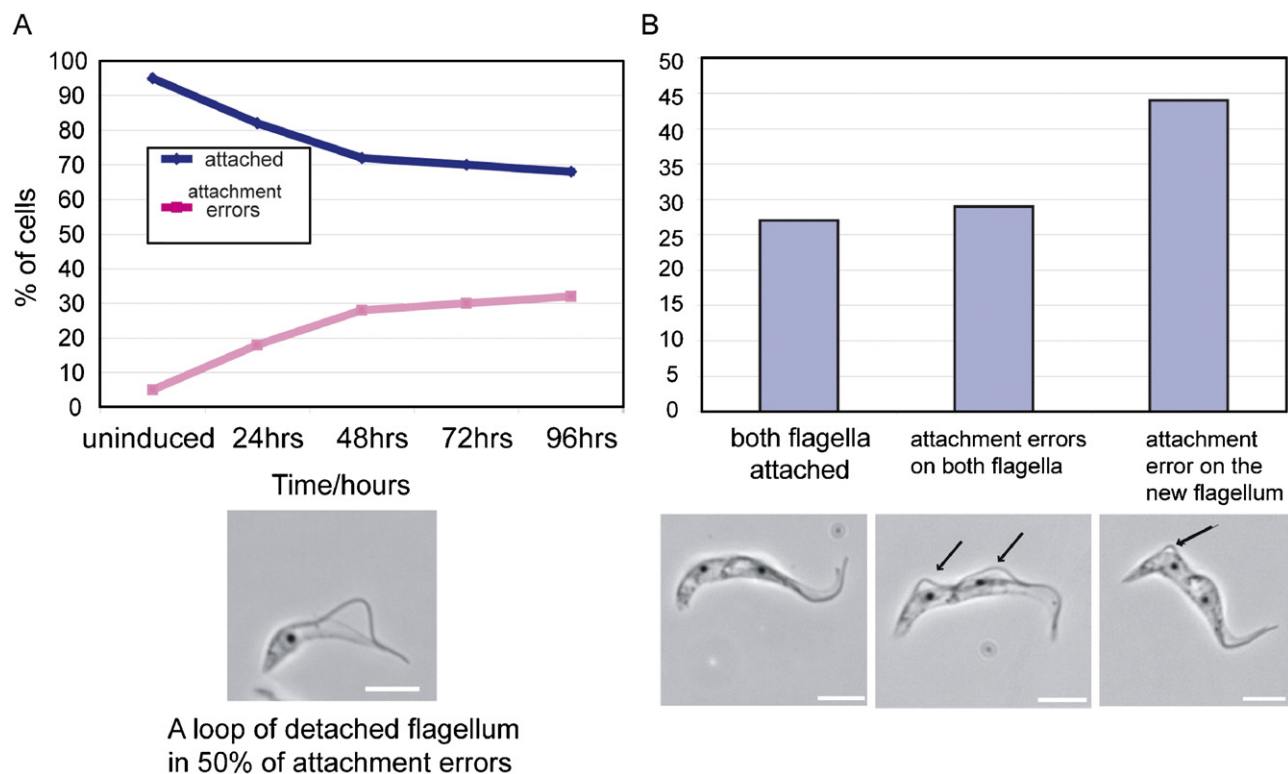 A
100
90
80
70
60
50
40
30
20
10
0
% of cells
attached
attachment
errors
uninduced 24hrs 48hrs 72hrs 96hrs
Time/hours
A loop of detached flagellum
in 50% of attachment errors
B
50
45
40
35
30
25
20
15
10
5
0
both flagella
attached
attachment errors
on both flagella
attachment
error on the
new flagellum